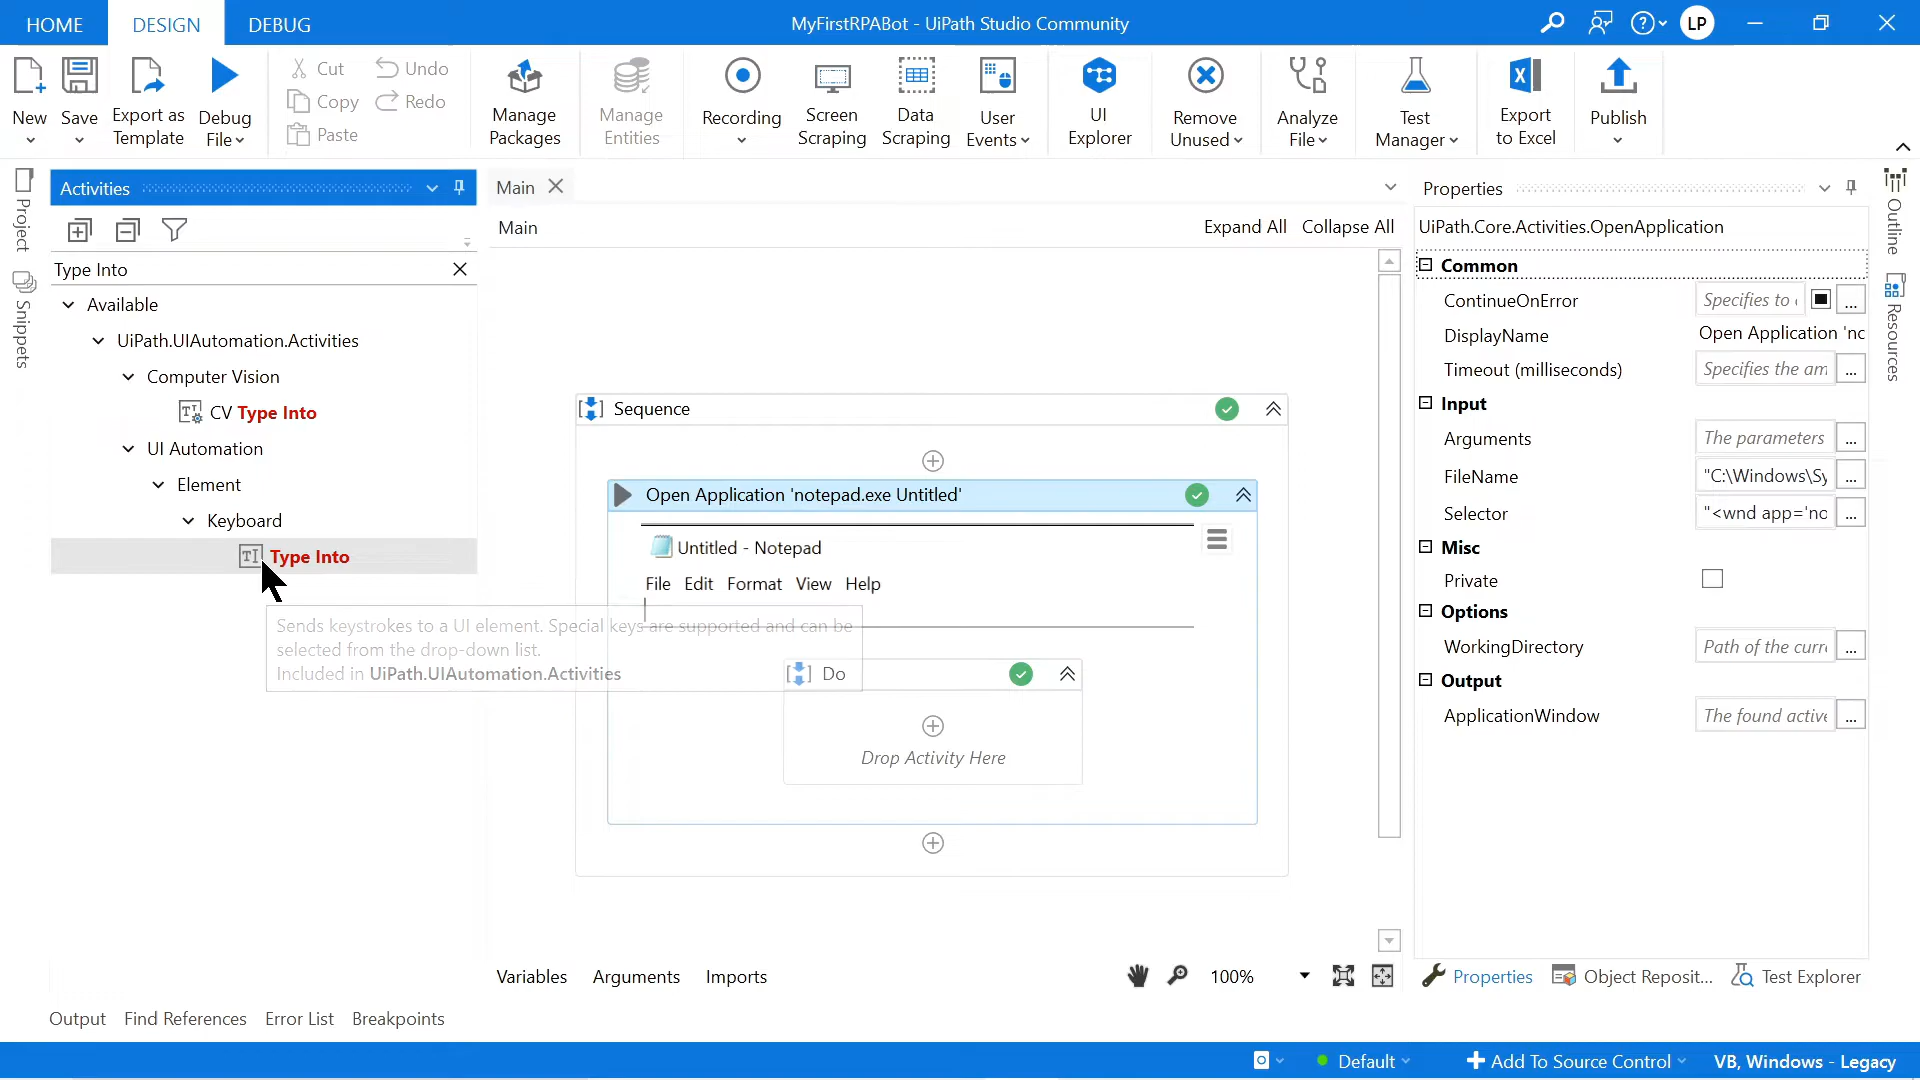 HOME DESIGN DEBUG MyFirstRPABot - UiPath Studio Community LP
New Save Export as Template Debug File Cut Copy Paste Undo Redo Manage Packages Manage Entities Recording Screen Scraping Data Scraping User Events UI Explorer Remove Unused Analyze File Test Manager Export to Excel Publish
Project
Snippets
Activities
Type Into
Available
UiPath.UIAutomation.Activities
Computer Vision
CV Type Into
UI Automation
Element
Keyboard
Type Into
Sends keystrokes to a UI element. Special keys are supported and can be
selected from the drop-down list.
Included in UiPath.UIAutomation.Activities
Main
Main Expand All Collapse All
Sequence
Open Application 'notepad.exe Untitled'
Untitled - Notepad
File Edit Format View Help
Do
Drop Activity Here
Variables Arguments Imports 100%
Properties
UiPath.Core.Activities.OpenApplication
Common
ContinueOnError Specifies to ...
DisplayName Open Application 'nc
Timeout (milliseconds) Specifies the am ...
Input
Arguments The parameters ...
FileName "C:\Windows\Sy ...
Selector "<wnd app='no ...
Misc
Private
Options
WorkingDirectory Path of the curr ...
Output
ApplicationWindow The found active ...
Properties Object Reposit... Test Explorer
Outline
Resources
Output Find References Error List Breakpoints
Default Add To Source Control VB, Windows - Legacy